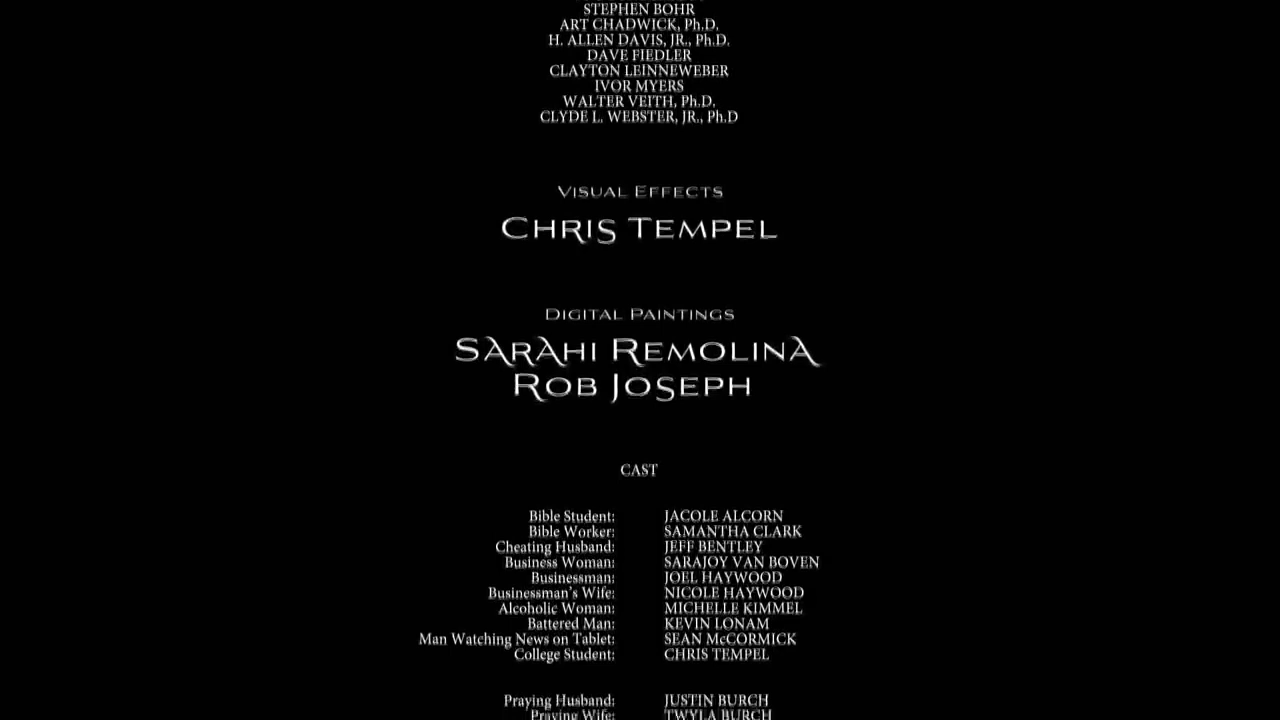 STEPHEN BOHR
ART CHADWICK, Ph.D.
H. ALLEN DAVIS, JR., Ph.D.
DAVE FIEDLER
CLAYTON LEINNEWEBER
IVOR MYERS
WALTER VEITH, Ph.D.
CLYDE L. WEBSTER, JR., Ph.D
VISUAL EFFECTS
CHRIS TEMPEL
DIGITAL PAINTINGS
SARAHI REMOLINA
ROB JOSEPH
CAST
Bible Student: JACOLE ALCORN
Bible Worker: SAMANTHA CLARK
Cheating Husband: JEFF BENTLEY
Business Woman: SARAJOY VAN BOVEN
Businessman: JOEL HAYWOOD
Businessman's Wife: NICOLE HAYWOOD
Alcoholic Woman: MICHELLE KIMMEL
Battered Man: KEVIN LONAM
Man Watching News on Tablet: SEAN McCORMICK
College Student: CHRIS TEMPEL
Praying Husband: JUSTIN BURCH
Praying Wife: TWYLA BURCH